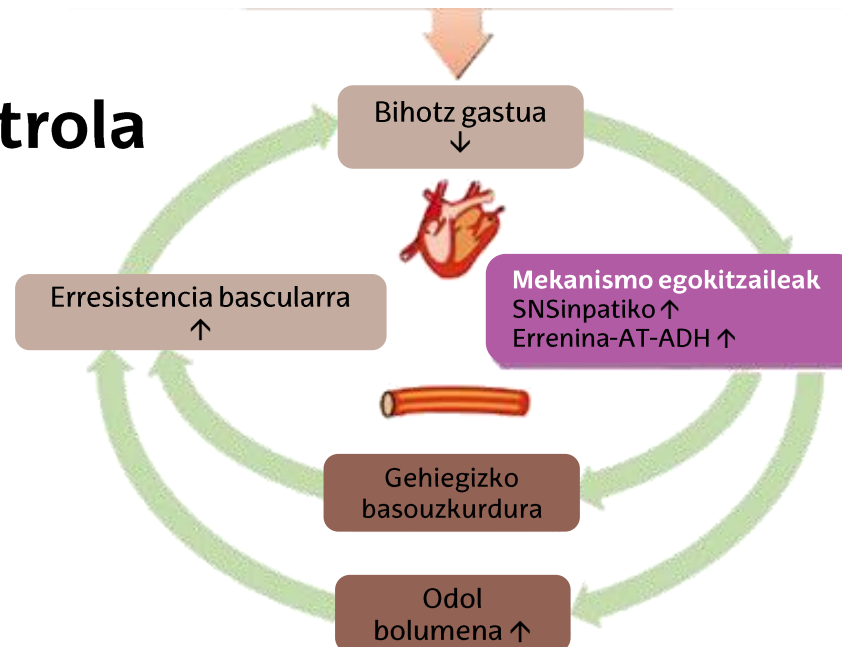 Bihotz gastua
↓
trola
Mekanismo egokitzaileak
SNSinpatiko ↑
Errenina-AT-ADH ↑
Erresistencia bascularra
↑
Gehiegizko
basouzkurdura
Odol
bolumena ↑